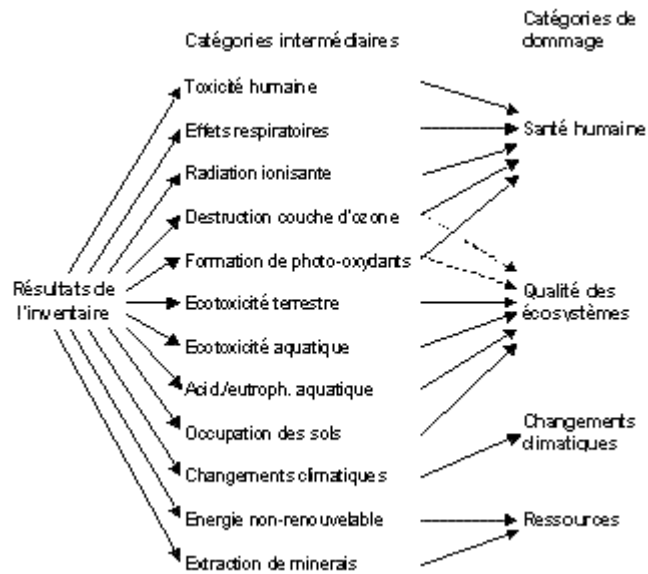 Catégories intermédiaires
Catégories de
dommage
Toxicité humaine
Effets respiratoires
Santé humaine
Radiation ionisante
Destruction couche d'ozone
Formation de photo-oxydants
Résultats de
l'inventaire
Ecotoxicité terrestre
Qualité des
écosystèmes
Ecotoxicité aquatique
Acid./eutroph. aquatique
Occupation des sols
Changements
climatiques
Changements climatiques
Energie non-renouvelable
Ressources
Extraction de minerais